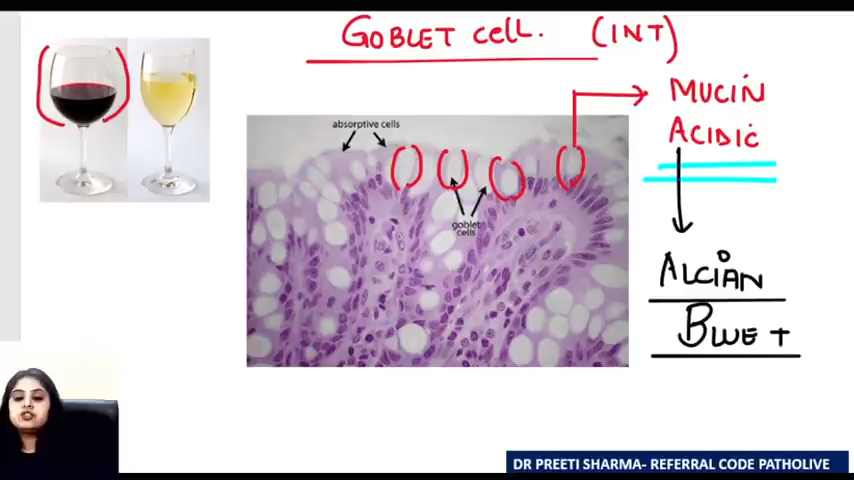 GOBLET cell. (INT)
MUCIN
ACIDIC
absorptive cells
goblet
cells
ALCIAN
BLUE +
DR PREETI SHARMA- REFERRAL CODE PATHOLIVE